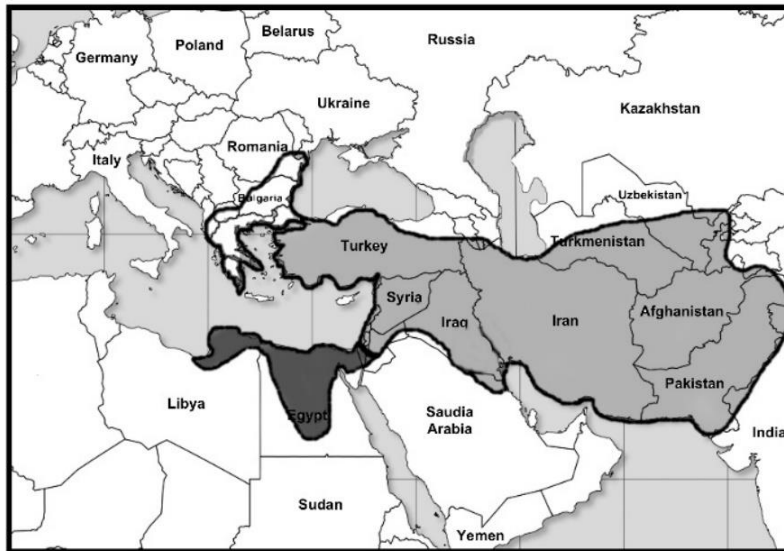 Belarus
Poland
Germany
Russia
Ukraine
Kazakhstan
Romania
Italy
Uzbekistan
Bulgaria
Turkey
Turkmenistan
Syria
Iraq
Iran
Afghanistan
Pakistan
Libya
Egypt
Saudia
Arabia
India
Sudan
Yemen